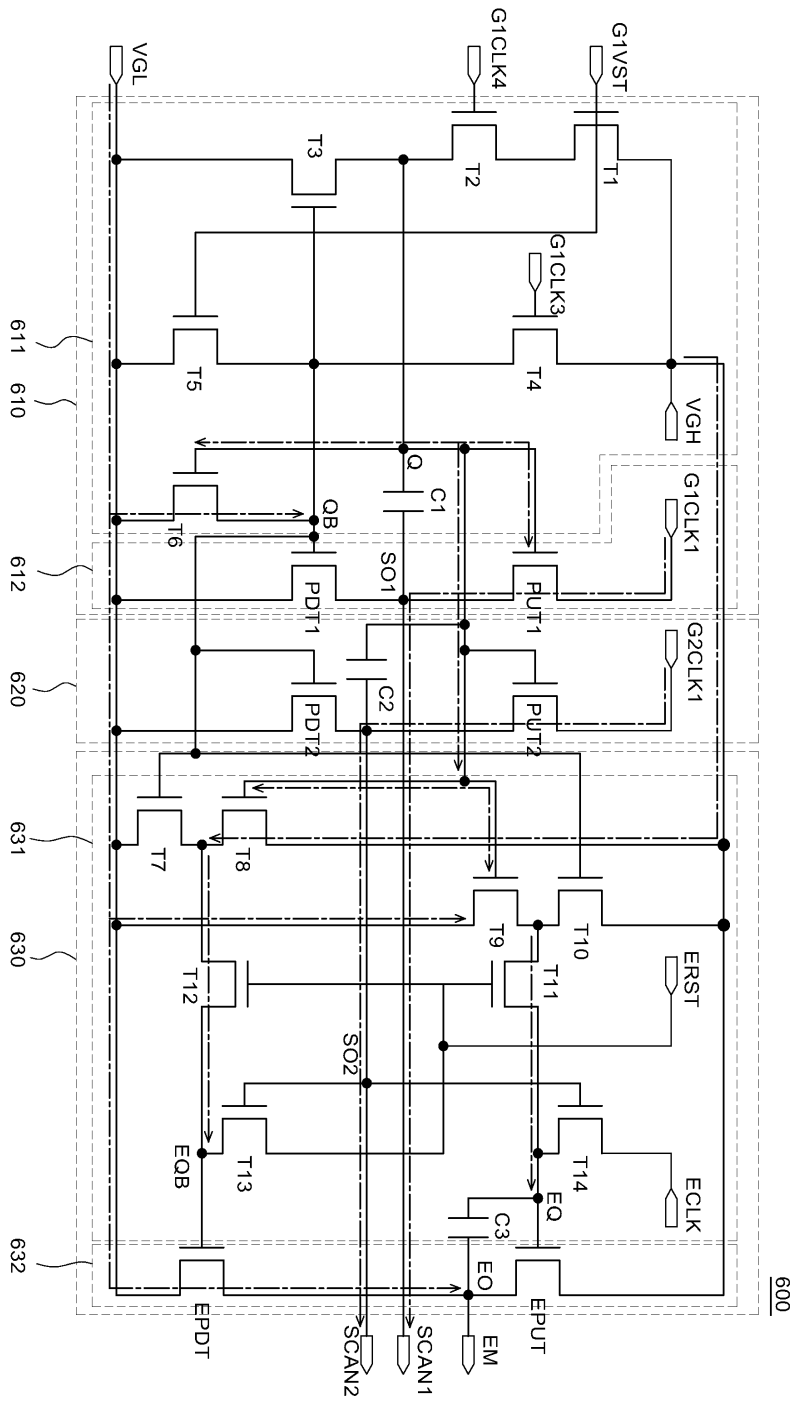 600
G1VST
G1CLK4
VGL
T1
T2
T3
G1CLK3
T4
T5
VGH
611
610
Q
C1
QB
T6
G1CLK1
SO1
PUT1
PDT1
612
G2CLK1
C2
PUT2
PDT2
620
T7
T8
631
T9
T10
630
T11
T12
ERST
SO2
T13
T14
EQB
ECLK
EQ
C3
632
EO
EPUT
EPDT
EM
SCAN1
SCAN2